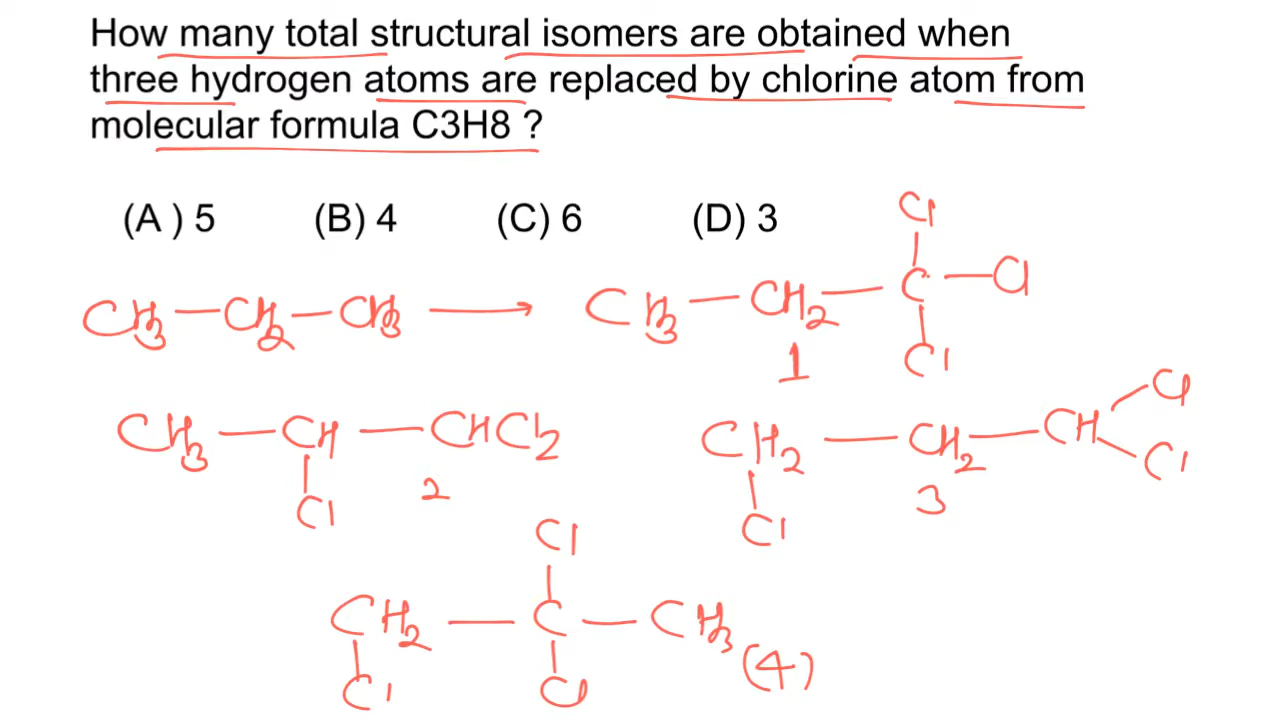 How many total structural isomers are obtained when
three hydrogen atoms are replaced by chlorine atom from
molecular formula C3H8 ?
(A ) 5 (B) 4 (C) 6 (D) 3
Cl
CH3 — CH2 — CH3 → CH3 — CH2 — C — Cl
Cl
1
CH3 — CH — CHCl2
Cl
2
Cl
CH2 — CH2 — CH
Cl
Cl
3
Cl
CH2 — C — CH3
Cl Cl
(4)